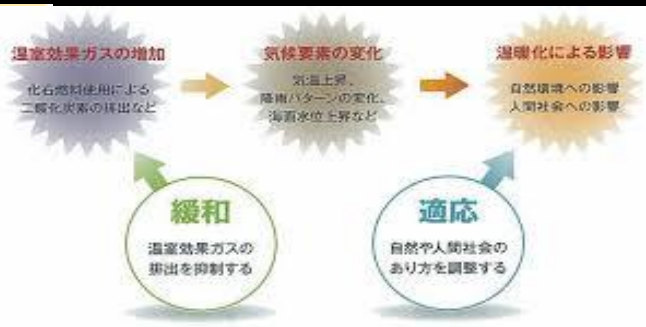 温室効果ガスの増加
化石燃料使用による
二酸化炭素の排出など
気候要素の変化
気温上昇、
降雨パターンの変化、
海面水位上昇など
温暖化による影響
自然環境への影響
人間社会への影響
緩和
温室効果ガスの
排出を抑制する
適応
自然や人間社会の
あり方を調整する